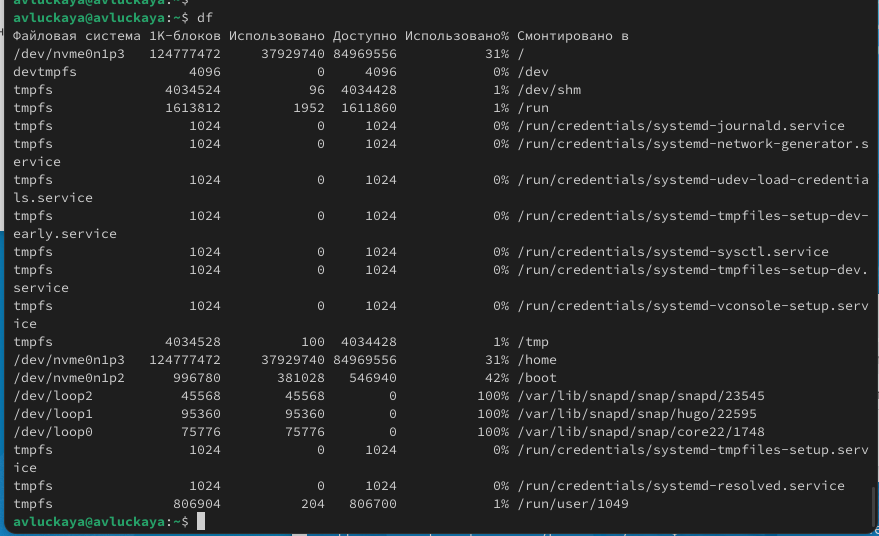 avluckaya@avluckaya:~$
avluckaya@avluckaya:~$ df
Файловая система 1K-блоков Использовано Доступно Использовано% Смонтировано в
/dev/nvme0n1p3 124777472 37929740 84969556 31% /
devtmpfs 4096 0 4096 0% /dev
tmpfs 4034524 96 4034428 1% /dev/shm
tmpfs 1613812 1952 1611860 1% /run
tmpfs 1024 0 1024 0% /run/credentials/systemd-journald.service
tmpfs 1024 0 1024 0% /run/credentials/systemd-network-generator.s
ervice
tmpfs 1024 0 1024 0% /run/credentials/systemd-udev-load-credentia
ls.service
tmpfs 1024 0 1024 0% /run/credentials/systemd-tmpfiles-setup-dev-
early.service
tmpfs 1024 0 1024 0% /run/credentials/systemd-sysctl.service
tmpfs 1024 0 1024 0% /run/credentials/systemd-tmpfiles-setup-dev.
service
tmpfs 1024 0 1024 0% /run/credentials/systemd-vconsole-setup.serv
ice
tmpfs 4034528 100 4034428 1% /tmp
/dev/nvme0n1p3 124777472 37929740 84969556 31% /home
/dev/nvme0n1p2 996780 381028 546940 42% /boot
/dev/loop2 45568 45568 0 100% /var/lib/snapd/snap/snapd/23545
/dev/loop1 95360 95360 0 100% /var/lib/snapd/snap/hugo/22595
/dev/loop0 75776 75776 0 100% /var/lib/snapd/snap/core22/1748
tmpfs 1024 0 1024 0% /run/credentials/systemd-tmpfiles-setup.serv
ice
tmpfs 1024 0 1024 0% /run/credentials/systemd-resolved.service
tmpfs 806904 204 806700 1% /run/user/1049
avluckaya@avluckaya:~$